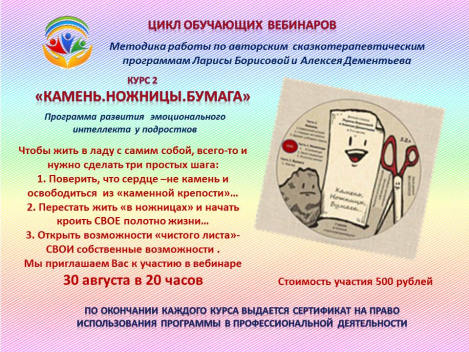 ЦИКЛ ОБУЧАЮЩИХ ВЕБИНАРОВ
Методика работы по авторским сказкотерапевтическим
программам Ларисы Борисовой и Алексея Дементьева
КУРС 2
«КАМЕНЬ.НОЖНИЦЫ.БУМАГА»
Программа развития эмоционального
интеллекта у подростков
Чтобы жить в ладу с самим собой, всего-то и
нужно сделать три простых шага:
1. Поверить, что сердце –не камень и
освободиться из «каменной крепости»…
2. Перестать жить «в ножницах» и начать
кроить СВОЕ полотно жизни…
3. Открыть возможности «чистого листа»-
СВОИ собственные возможности .
Мы приглашаем Вас к участию в вебинаре
30 августа в 20 часов
Камень,
Ножницы,
Бумага...
Стоимость участия 500 рублей
ПО ОКОНЧАНИИ КАЖДОГО КУРСА ВЫДАЕТСЯ СЕРТИФИКАТ НА ПРАВО
ИСПОЛЬЗОВАНИЯ ПРОГРАММЫ В ПРОФЕССИОНАЛЬНОЙ ДЕЯТЕЛЬНОСТИ